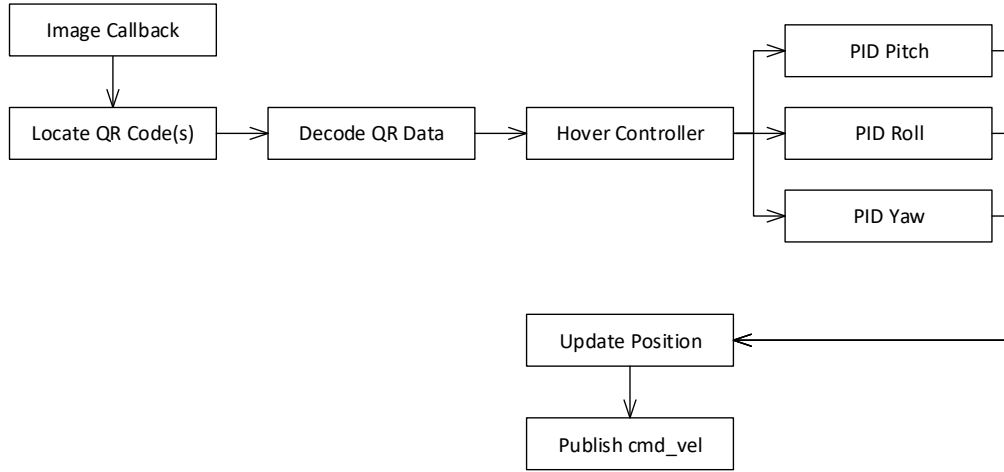 Image Callback
Locate QR Code(s)
Decode QR Data
Hover Controller
PID Pitch
PID Roll
PID Yaw
Update Position
Publish cmd_vel